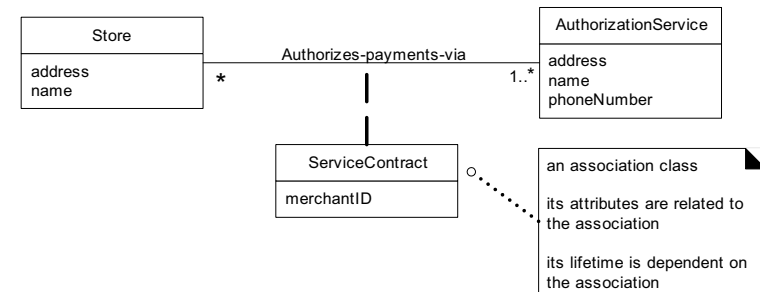 Store
address
name
Authorizes-payments-via
*
1..*
AuthorizationService
address
name
phoneNumber
ServiceContract
merchantID
an association class
its attributes are related to
the association
its lifetime is dependent on
the association